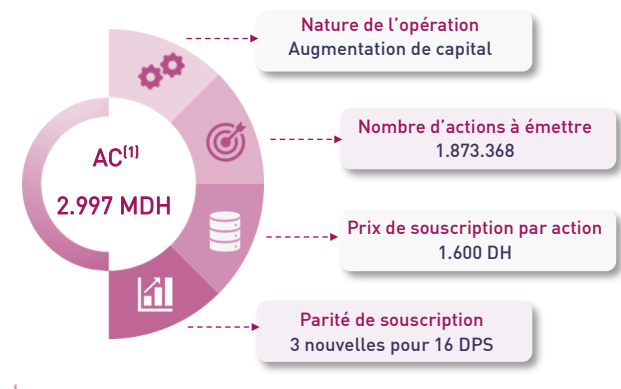 Nature de l'opération
Augmentation de capital
Nombre d'actions à émettre
1.873.368
AC(1)
2.997 MDH
Prix de souscription par action
1.600 DH
Parité de souscription
3 nouvelles pour 16 DPS